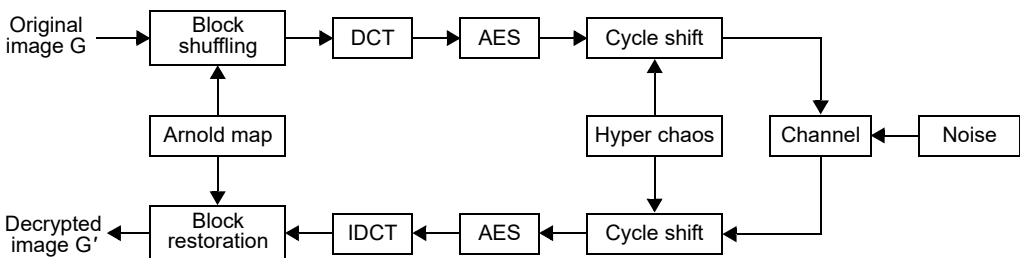 Original
image G
Block
shuffling
DCT
AES
Cycle shift
Arnold map
Hyper chaos
Channel
Noise
Decrypted
image G′
Block
restoration
IDCT
AES
Cycle shift